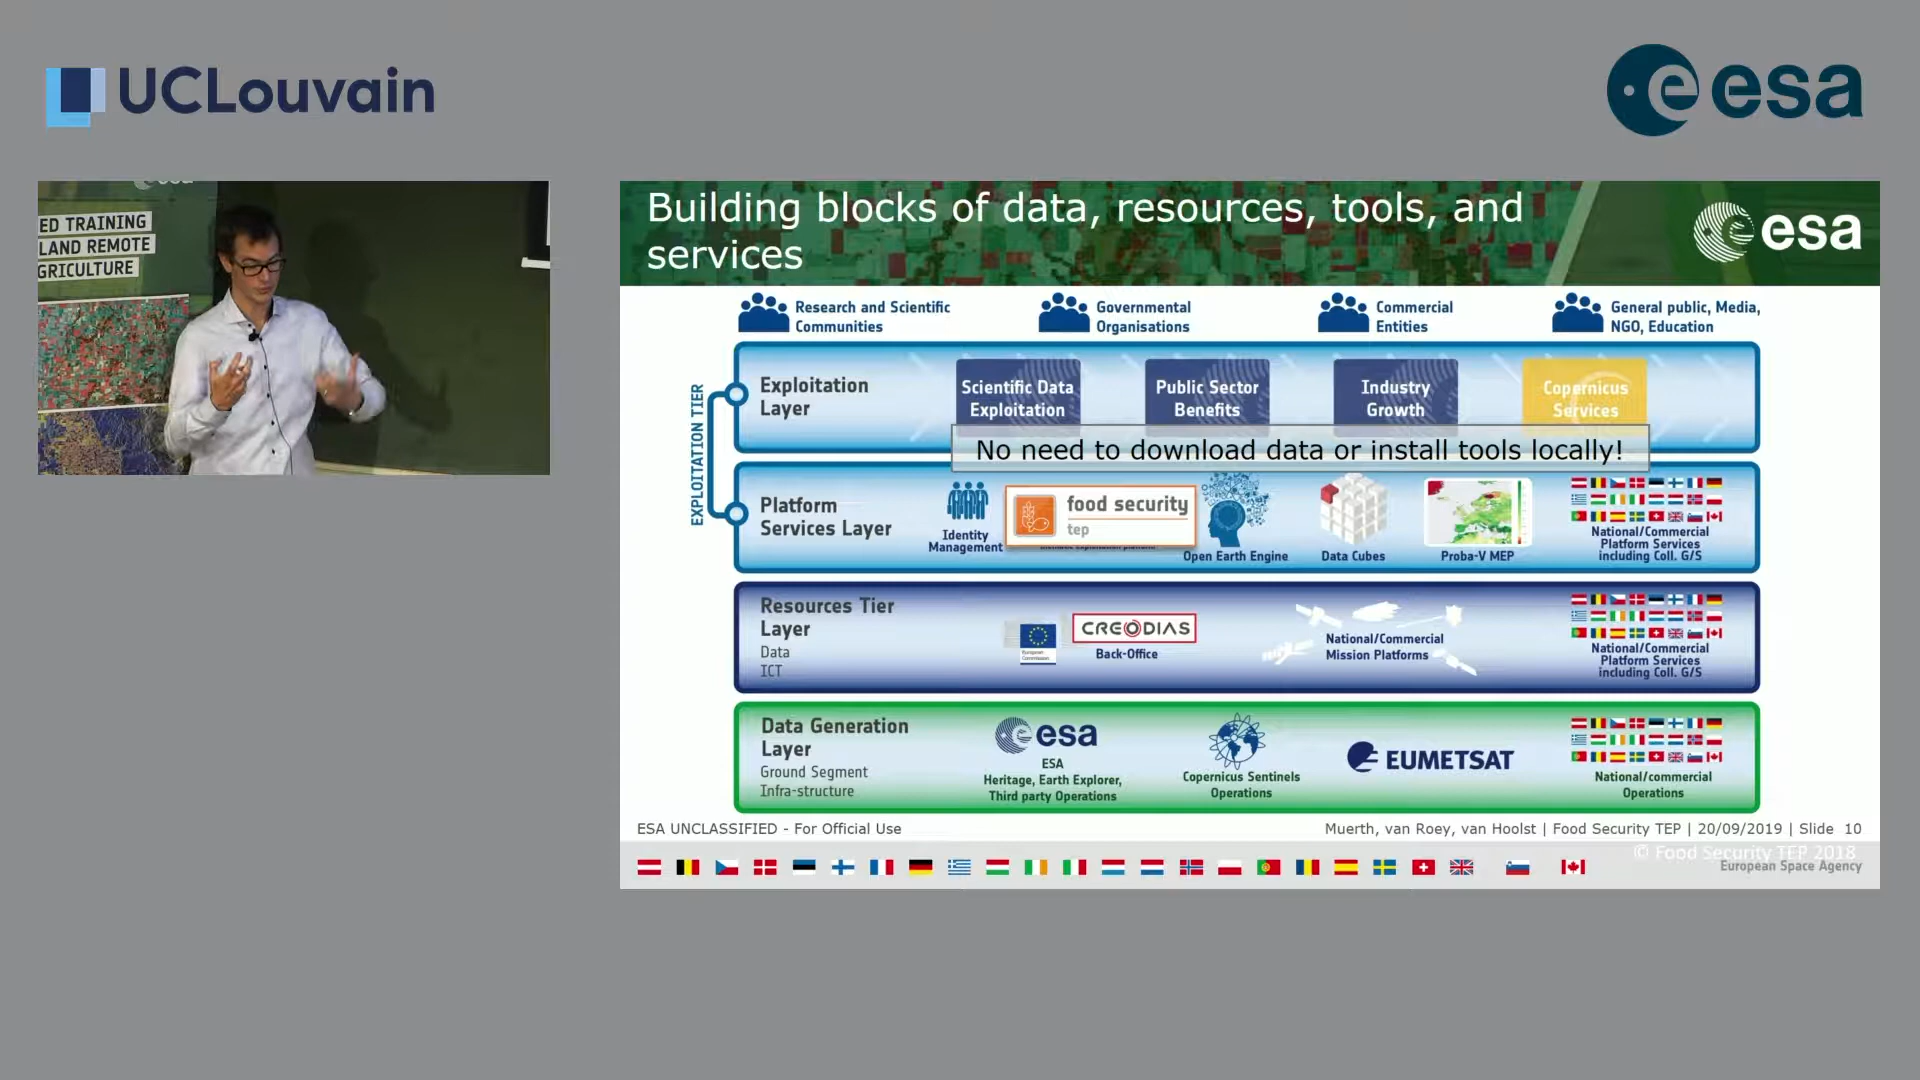 UCLouvain
esa
esa
ED TRAINING
LAND REMOTE
GRICULTURE
Building blocks of data, resources, tools, and
services
esa
Research and Scientific
Communities
Governmental
Organisations
Commercial
Entities
General public, Media,
NGO, Education
EXPLOITATION TIER
Exploitation
Layer
Scientific Data
Exploitation
Public Sector
Benefits
Industry
Growth
Copernicus
Services
No need to download data or install tools locally!
Platform
Services Layer
Identity
Management
food security
tep
Open Earth Engine
Data Cubes
Proba-V MEP
National/Commercial
Platform Services
including Coll. G/S
Resources Tier
Layer
Data
ICT
European
Commission
CREODIAS
Back-Office
National/Commercial
Mission Platforms
National/Commercial
Platform Services
including Coll. G/S
Data Generation
Layer
Ground Segment
Infra-structure
esa
ESA
Heritage, Earth Explorer,
Third party Operations
Copernicus Sentinels
Operations
EUMETSAT
National/commercial
Operations
ESA UNCLASSIFIED - For Official Use
Muerth, van Roey, van Hoolst | Food Security TEP | 20/09/2019 | Slide 10
© Food Security TEP 2018
European Space Agency